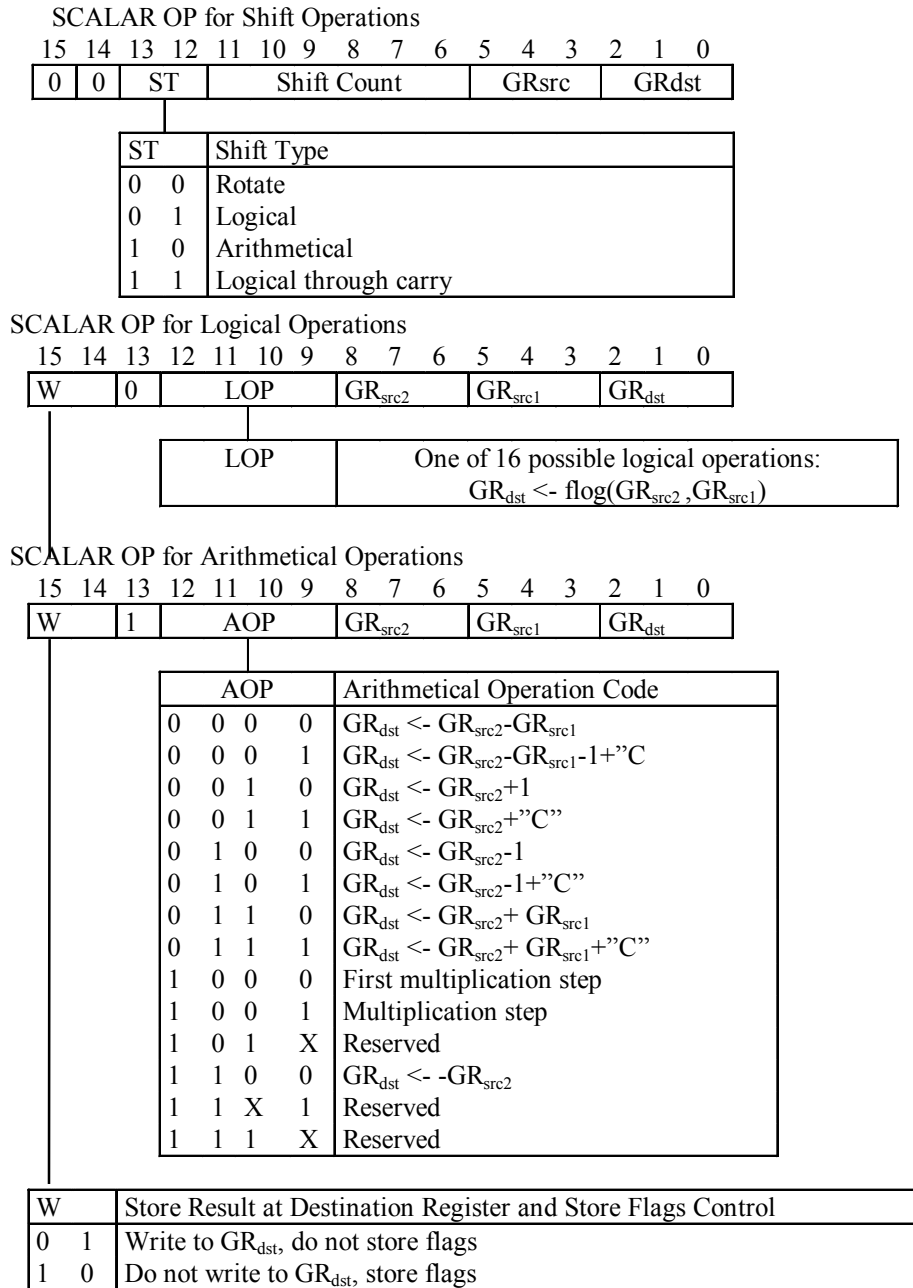 SCALAR OP for Shift Operations
15 14 13 12 11 10 9 8 7 6 5 4 3 2 1 0
0 0 ST Shift Count GRsrc GRdst
ST Shift Type
0 0 Rotate
0 1 Logical
1 0 Arithmetical
1 1 Logical through carry
SCALAR OP for Logical Operations
15 14 13 12 11 10 9 8 7 6 5 4 3 2 1 0
W 0 LOP GRsrc2 GRsrc1 GRdst
LOP One of 16 possible logical operations:
GRdst <- flog(GRsrc2 ,GRsrc1)
SCALAR OP for Arithmetical Operations
15 14 13 12 11 10 9 8 7 6 5 4 3 2 1 0
W 1 AOP GRsrc2 GRsrc1 GRdst
AOP Arithmetical Operation Code
0 0 0 0 GRdst <- GRsrc2-GRsrc1
0 0 0 1 GRdst <- GRsrc2-GRsrc1-1+”C
0 0 1 0 GRdst <- GRsrc2+1
0 0 1 1 GRdst <- GRsrc2+”C”
0 1 0 0 GRdst <- GRsrc2-1
0 1 0 1 GRdst <- GRsrc2-1+”C”
0 1 1 0 GRdst <- GRsrc2+ GRsrc1
0 1 1 1 GRdst <- GRsrc2+ GRsrc1+”C”
1 0 0 0 First multiplication step
1 0 0 1 Multiplication step
1 0 1 X Reserved
1 1 0 0 GRdst <- -GRsrc2
1 1 X 1 Reserved
1 1 1 X Reserved
W Store Result at Destination Register and Store Flags Control
0 1 Write to GRdst, do not store flags
1 0 Do not write to GRdst, store flags